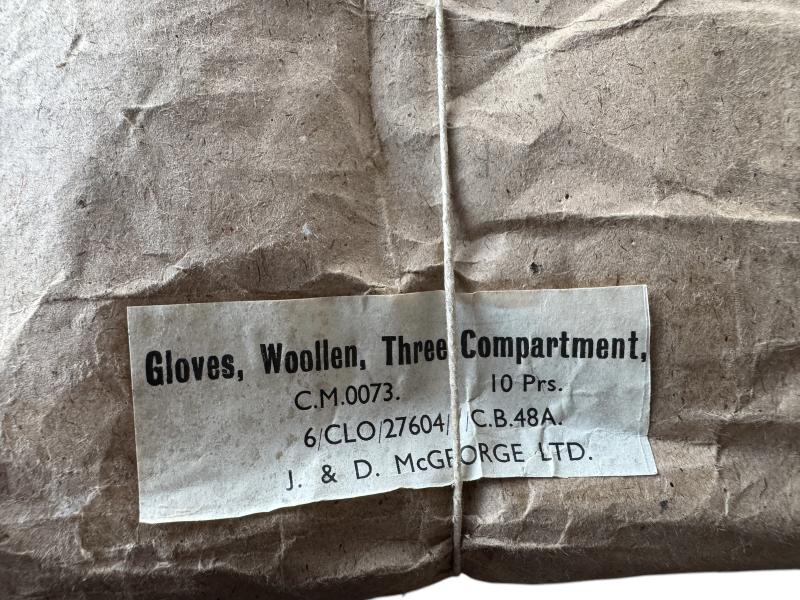 Gloves, Woollen, Three Compartment,
C.M.0073. 10 Prs.
6/CLO/27604/ /C.B.48A.
J. & D. McGEORGE LTD.